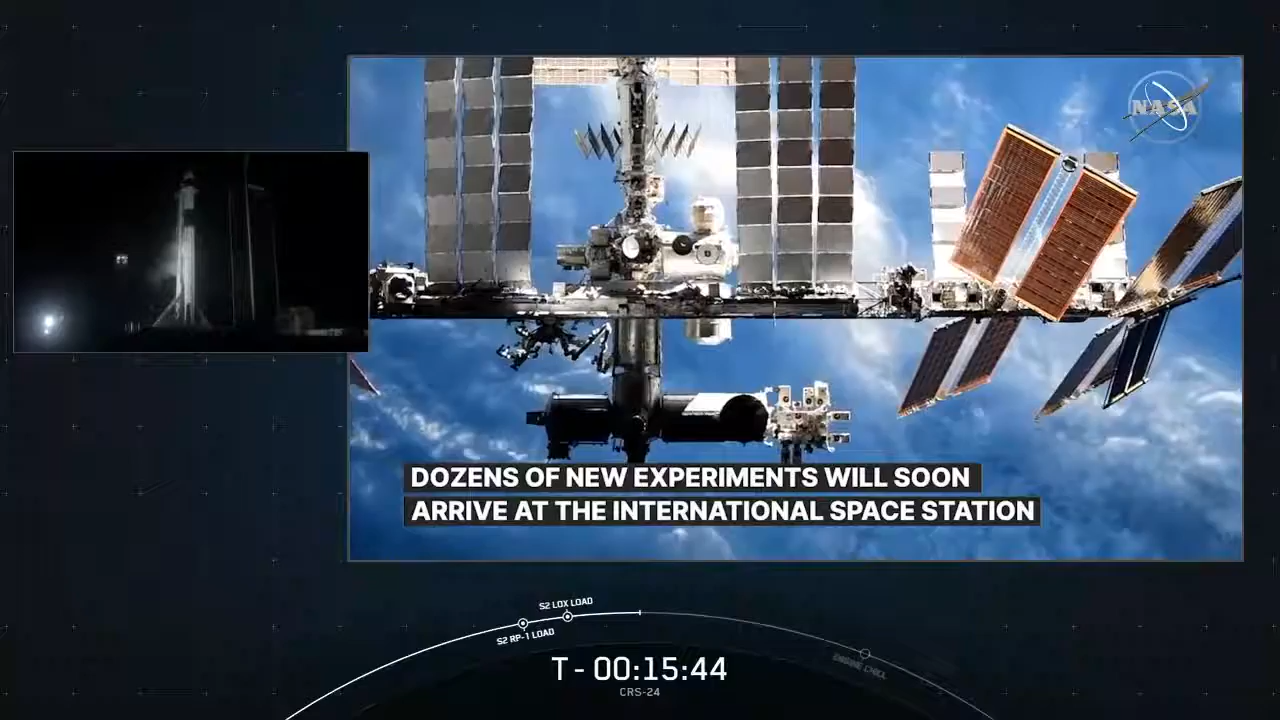 NASA
DOZENS OF NEW EXPERIMENTS WILL SOON
ARRIVE AT THE INTERNATIONAL SPACE STATION
S2 LOX LOAD
S2 RP-1 LOAD
ENGINE CHILL
T- 00:15:44
CRS-24